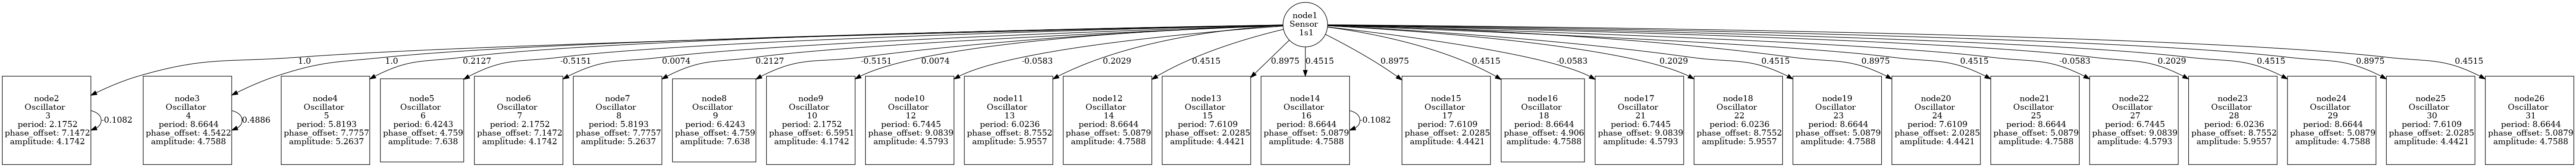 node1
Sensor
1s1
1.0
1.0
0.2127
-0.5151
0.0074
0.2127
-0.5151
0.0074
-0.0583
0.2029
0.4515
0.8975
0.4515
0.8975
0.4515
-0.0583
0.2029
0.4515
0.8975
0.4515
-0.0583
0.2029
0.4515
0.8975
0.4515
node2
Oscillator
3
period: 2.1752
phase_offset: 7.1472
amplitude: 4.1742
-0.1082
node3
Oscillator
4
period: 8.6644
phase_offset: 4.5422
amplitude: 4.7588
0.4886
node4
Oscillator
5
period: 5.8193
phase_offset: 7.7757
amplitude: 5.2637
node5
Oscillator
6
period: 6.4243
phase_offset: 4.759
amplitude: 7.638
node6
Oscillator
7
period: 2.1752
phase_offset: 7.1472
amplitude: 4.1742
node7
Oscillator
8
period: 5.8193
phase_offset: 7.7757
amplitude: 5.2637
node8
Oscillator
9
period: 6.4243
phase_offset: 4.759
amplitude: 7.638
node9
Oscillator
10
period: 2.1752
phase_offset: 6.5951
amplitude: 4.1742
node10
Oscillator
12
period: 6.7445
phase_offset: 9.0839
amplitude: 4.5793
node11
Oscillator
13
period: 6.0236
phase_offset: 8.7552
amplitude: 5.9557
node12
Oscillator
14
period: 8.6644
phase_offset: 5.0879
amplitude: 4.7588
node13
Oscillator
15
period: 7.6109
phase_offset: 2.0285
amplitude: 4.4421
node14
Oscillator
16
period: 8.6644
phase_offset: 5.0879
amplitude: 4.7588
-0.1082
node15
Oscillator
17
period: 7.6109
phase_offset: 2.0285
amplitude: 4.4421
node16
Oscillator
18
period: 8.6644
phase_offset: 4.906
amplitude: 4.7588
node17
Oscillator
21
period: 6.7445
phase_offset: 9.0839
amplitude: 4.5793
node18
Oscillator
22
period: 6.0236
phase_offset: 8.7552
amplitude: 5.9557
node19
Oscillator
23
period: 8.6644
phase_offset: 5.0879
amplitude: 4.7588
node20
Oscillator
24
period: 7.6109
phase_offset: 2.0285
amplitude: 4.4421
node21
Oscillator
25
period: 8.6644
phase_offset: 5.0879
amplitude: 4.7588
node22
Oscillator
27
period: 6.7445
phase_offset: 9.0839
amplitude: 4.5793
node23
Oscillator
28
period: 6.0236
phase_offset: 8.7552
amplitude: 5.9557
node24
Oscillator
29
period: 8.6644
phase_offset: 5.0879
amplitude: 4.7588
node25
Oscillator
30
period: 7.6109
phase_offset: 2.0285
amplitude: 4.4421
node26
Oscillator
31
period: 8.6644
phase_offset: 5.0879
amplitude: 4.7588